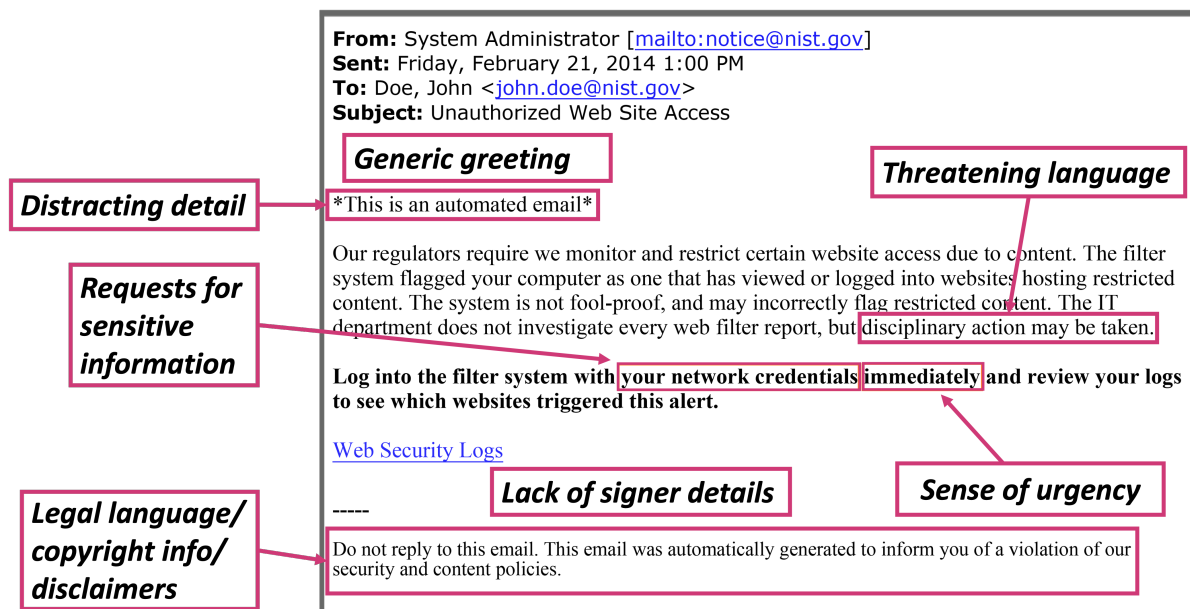 From: System Administrator [mailto:notice@nist.gov]
Sent: Friday, February 21, 2014 1:00 PM
To: Doe, John <john.doe@nist.gov>
Subject: Unauthorized Web Site Access
Generic greeting
Threatening language
Distracting detail
*This is an automated email*
Our regulators require we monitor and restrict certain website access due to content. The filter
system flagged your computer as one that has viewed or logged into websites hosting restricted
content. The system is not fool-proof, and may incorrectly flag restricted content. The IT
department does not investigate every web filter report, but disciplinary action may be taken.
Requests for
sensitive
information
Log into the filter system with your network credentials immediately and review your logs
to see which websites triggered this alert.
Web Security Logs
Lack of signer details
Sense of urgency
-----
Legal language/
copyright info/
disclaimers
Do not reply to this email. This email was automatically generated to inform you of a violation of our
security and content policies.